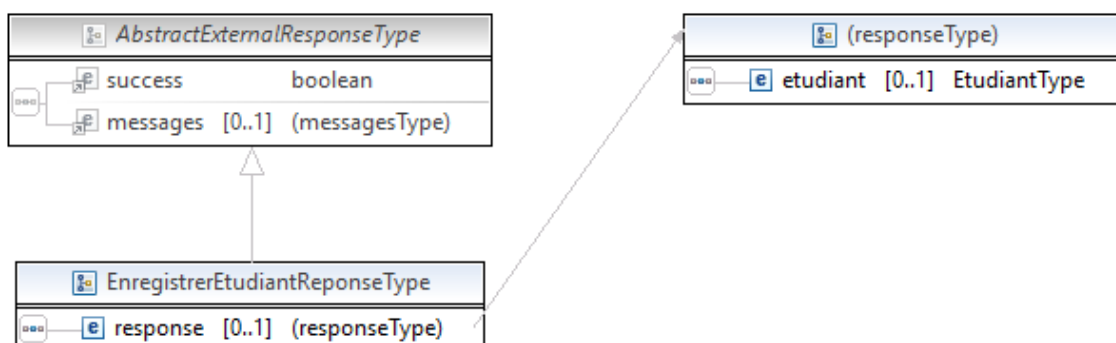 AbstractExternalResponseType
success boolean
messages [0..1] (messagesType)
(responseType)
etudiant [0..1] EtudiantType
EnregistrerEtudiantReponseType
response [0..1] (responseType)